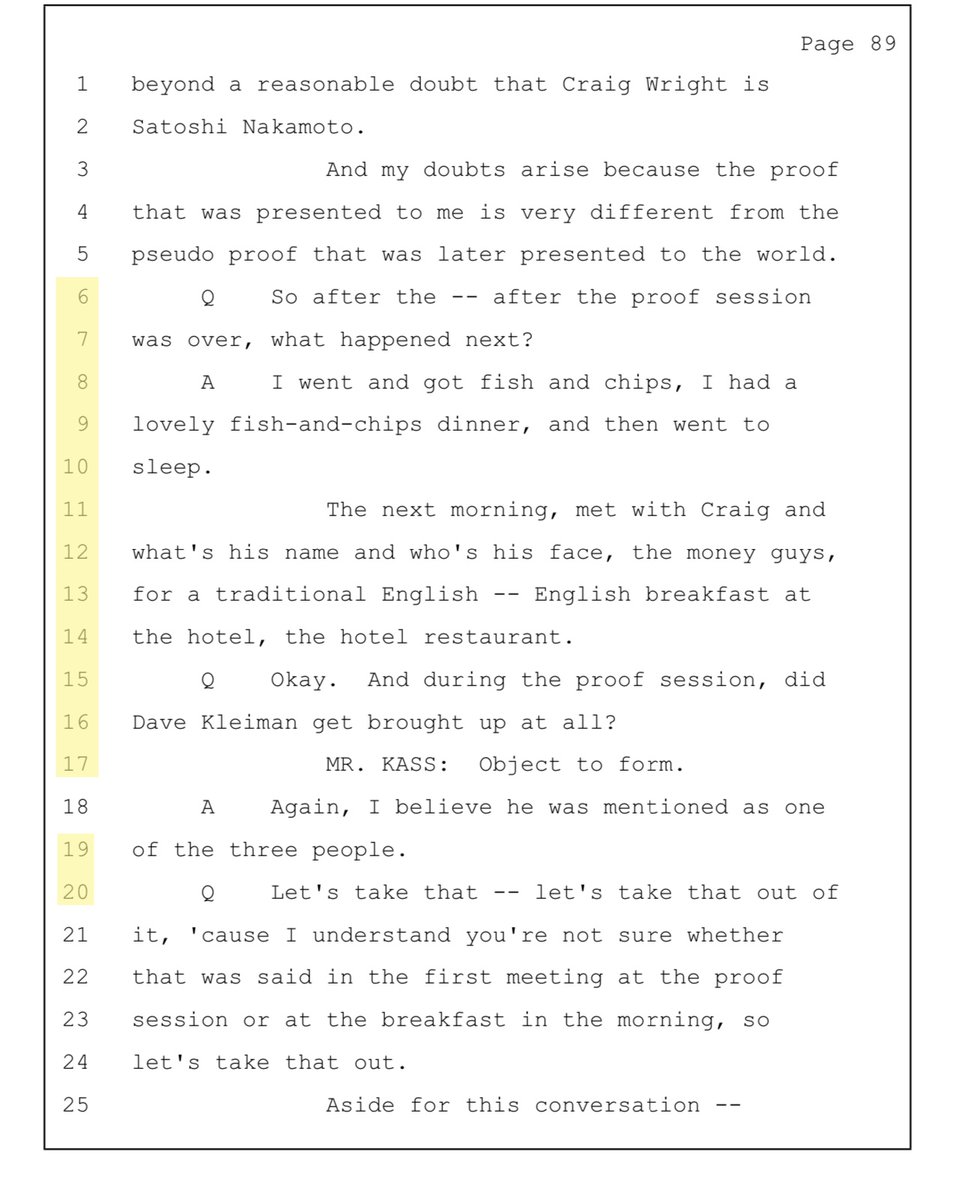 Page 89
1 beyond a reasonable doubt that Craig Wright is
2 Satoshi Nakamoto.
3 And my doubts arise because the proof
4 that was presented to me is very different from the
5 pseudo proof that was later presented to the world.
6 Q So after the -- after the proof session
7 was over, what happened next?
8 A I went and got fish and chips, I had a
9 lovely fish-and-chips dinner, and then went to
10 sleep.
11 The next morning, met with Craig and
12 what's his name and who's his face, the money guys,
13 for a traditional English -- English breakfast at
14 the hotel, the hotel restaurant.
15 Q Okay. And during the proof session, did
16 Dave Kleiman get brought up at all?
17 MR. KASS: Object to form.
18 A Again, I believe he was mentioned as one
19 of the three people.
20 Q Let's take that -- let's take that out of
21 it, 'cause I understand you're not sure whether
22 that was said in the first meeting at the proof
23 session or at the breakfast in the morning, so
24 let's take that out.
25 Aside for this conversation --